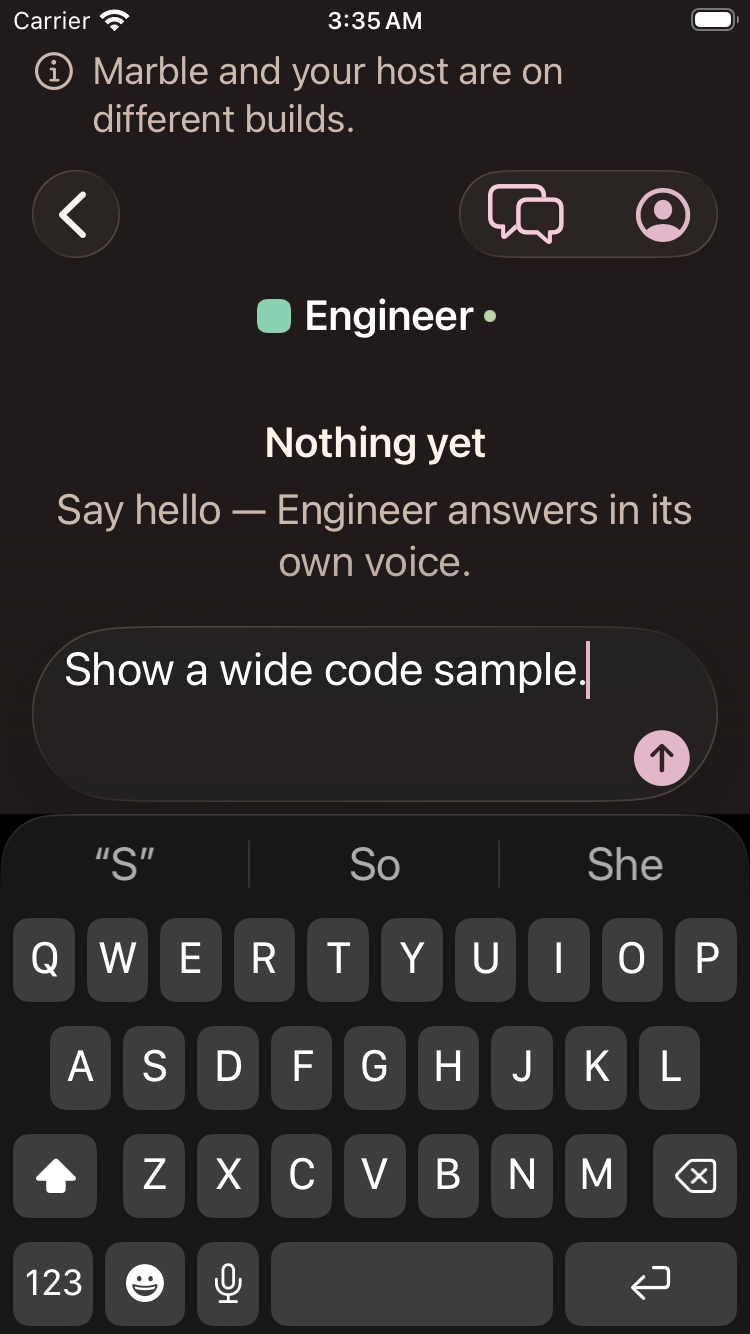 Carrier 3:35 AM
Marble and your host are on
different builds.
Engineer
Nothing yet
Say hello — Engineer answers in its
own voice.
Show a wide code sample.
“S” So She
Q W E R T Y U I O P
A S D F G H J K L
Z X C V B N M
123